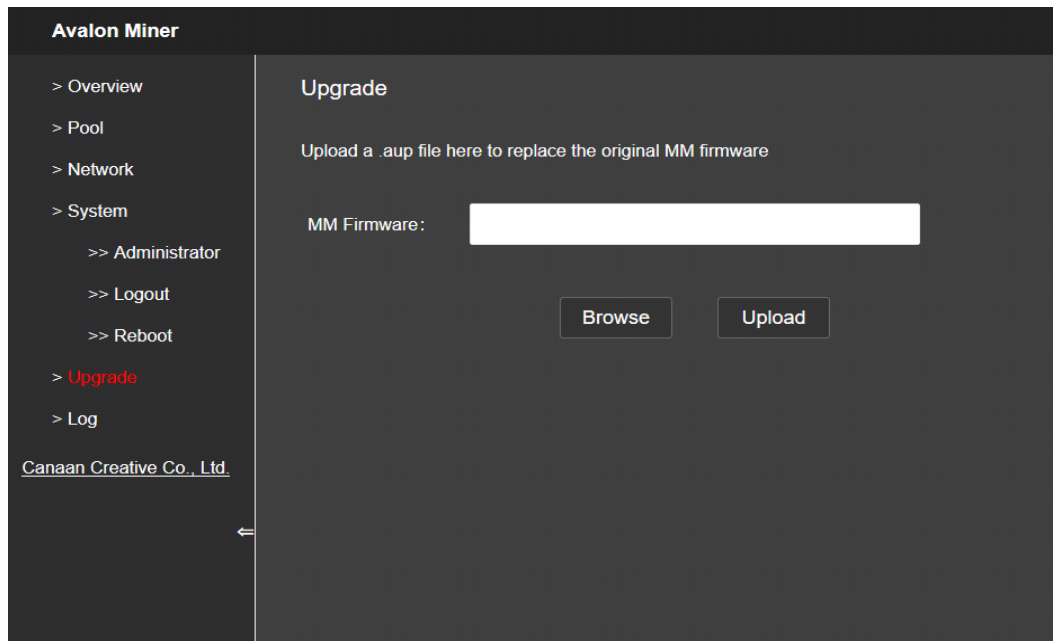 Avalon Miner
> Overview
> Pool
> Network
> System
>> Administrator
>> Logout
>> Reboot
> Upgrade
> Log
Canaan Creative Co., Ltd.
⇐
Upgrade
Upload a .aup file here to replace the original MM firmware
MM Firmware:
Browse Upload